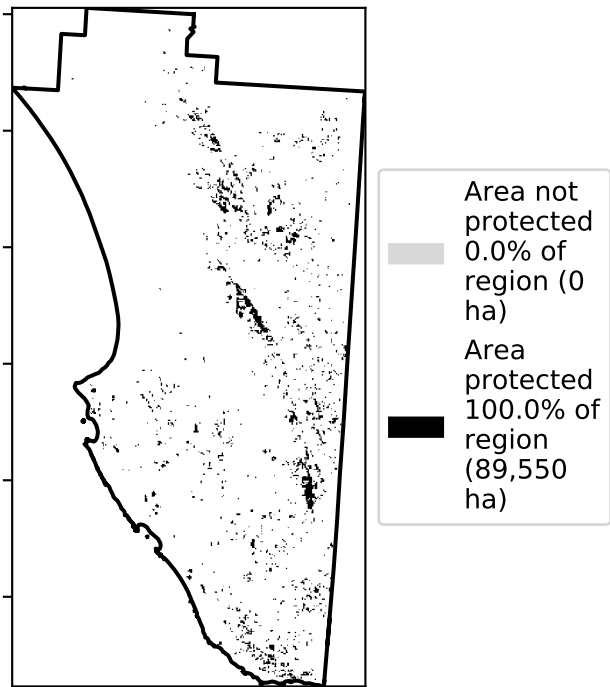 Area not
protected
0.0% of
region (0
ha)
Area
protected
100.0% of
region
(89,550
ha)